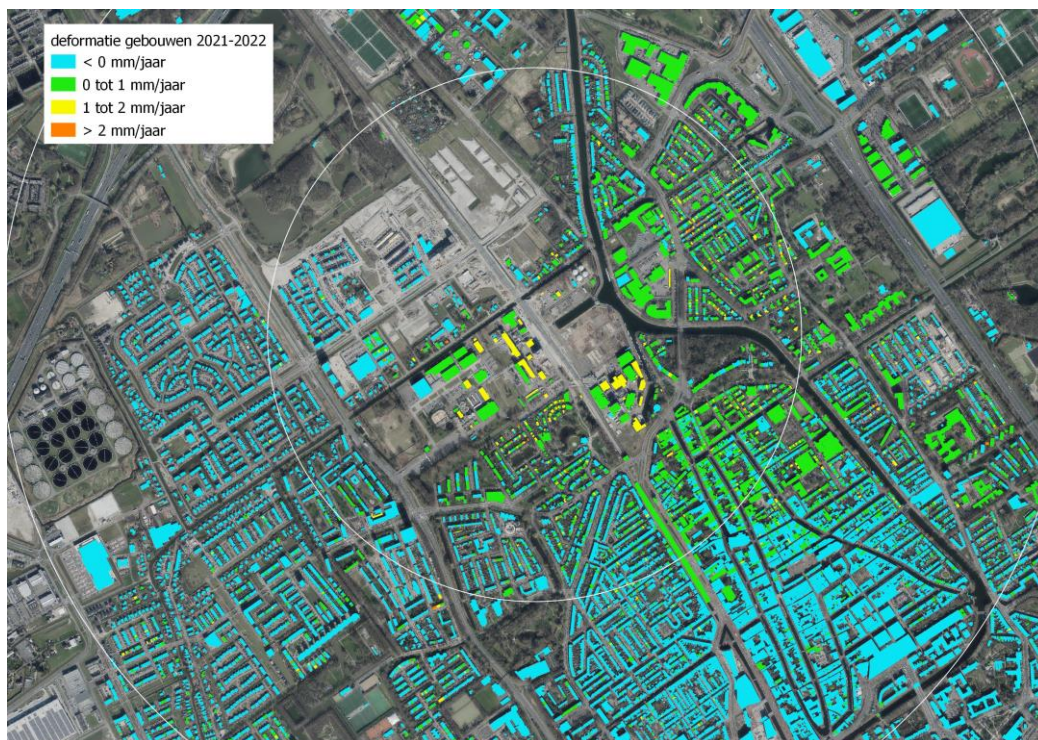 deformatie gebouwen 2021-2022
< 0 mm/jaar
0 tot 1 mm/jaar
1 tot 2 mm/jaar
> 2 mm/jaar